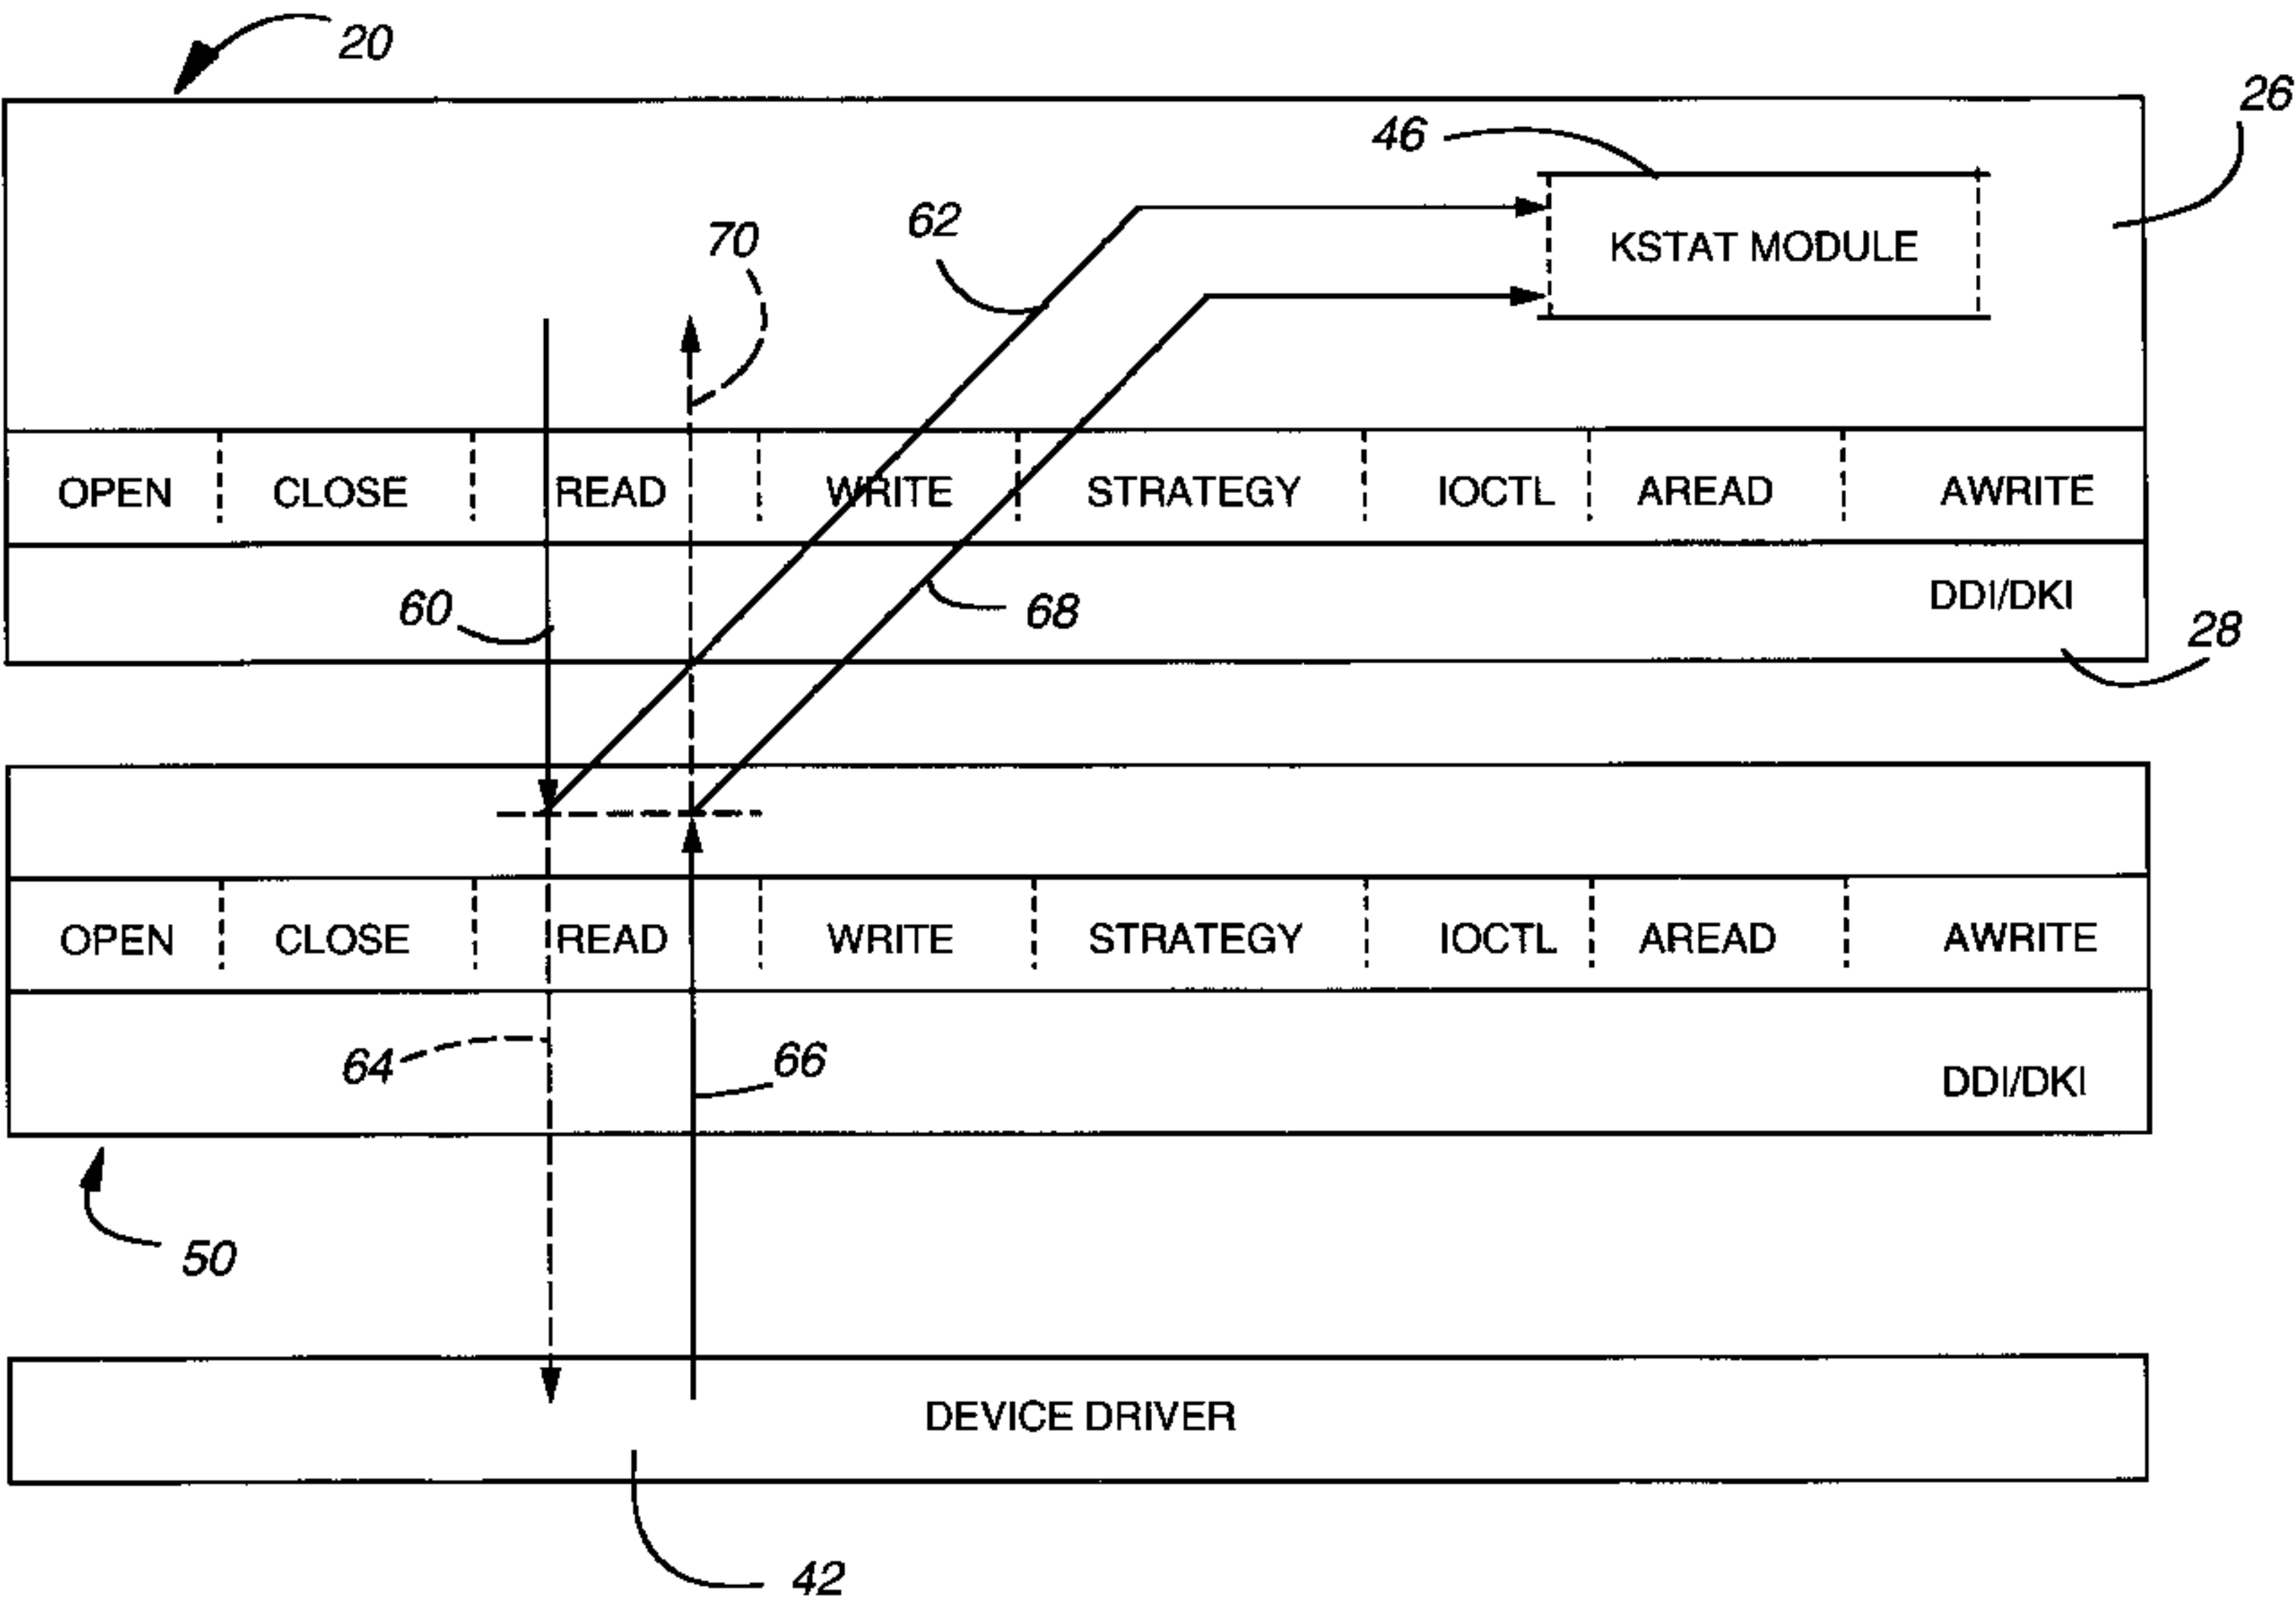 20
26
46
KSTAT MODULE
62
70
OPEN CLOSE READ WRITE STRATEGY IOCTL AREAD AWRITE
60
68
DDI/DKI
28
OPEN CLOSE READ WRITE STRATEGY IOCTL AREAD AWRITE
64
66
DDI/DKI
50
DEVICE DRIVER
42